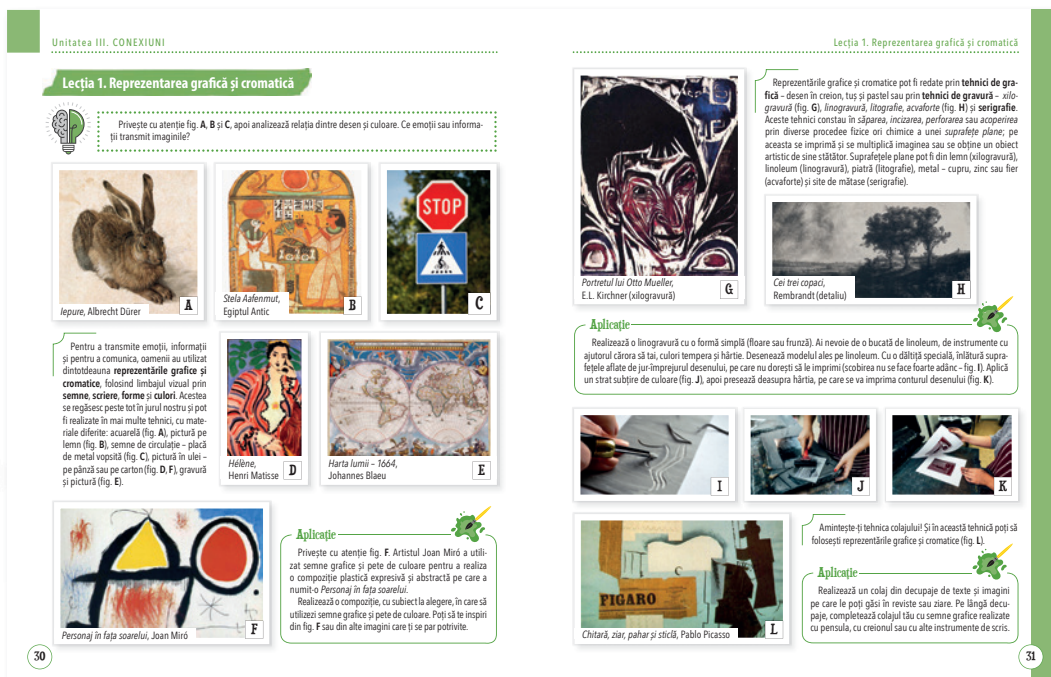 Unitatea III. CONEXIUNI
Lecția 1. Reprezentarea grafică și cromatică
Privește cu atenție fig. A, B și C, apoi analizează relația dintre desen și culoare. Ce emoții sau informa-
ții transmit imaginile?
Iepure, Albrecht Dürer
A
Stela Aafenmut,
Egiptul Antic
B
STOP
C
Pentru a transmite emoții, informații
și pentru a comunica, oamenii au utilizat
dintotdeauna reprezentările grafice și
cromatice, folosind limbajul vizual prin
semne, scriere, forme și culori. Acestea
se regăsesc peste tot în jurul nostru și pot
fi realizate în mai multe tehnici, cu mate-
riale diferite: acuarelă (fig. A), pictură pe
lemn (fig. B), semne de circulație – placă
de metal vopsită (fig. C), pictură în ulei –
pe pânză sau pe carton (fig. D, F), gravură
și pictură (fig. E).
Hélène,
Henri Matisse
D
Harta lumii – 1664,
Johannes Blaeu
E
Personaj în fața soarelui, Joan Miró
F
Aplicație
Privește cu atenție fig. F. Artistul Joan Miró a utili-
zat semne grafice și pete de culoare pentru a realiza
o compoziție plastică expresivă și abstractă pe care a
numit-o Personaj în fața soarelui.
Realizează o compoziție, cu subiect la alegere, în care să
utilizezi semne grafice și pete de culoare. Poți să te inspiri
din fig. F sau din alte imagini care ți se par potrivite.
30
Lecția 1. Reprezentarea grafică și cromatică
Portretul lui Otto Mueller,
E.L. Kirchner (xilogravură)
G
Reprezentările grafice și cromatice pot fi redate prin tehnici de gra-
fică – desen în creion, tuș și pastel sau prin tehnici de gravură – xilo-
gravură (fig. G), linogravură, litografie, acvaforte (fig. H) și serigrafie.
Aceste tehnici constau în săparea, incizarea, perforarea sau acoperirea
prin diverse procedee fizice ori chimice a unei suprafețe plane; pe
aceasta se imprimă și se multiplică imaginea sau se obține un obiect
artistic de sine stătător. Suprafețele plane pot fi din lemn (xilogravură),
linoleum (linogravură), piatră (litografie), metal – cupru, zinc sau fier
(acvaforte) și site de mătase (serigrafie).
Cei trei copaci,
Rembrandt (detaliu)
H
Aplicație
Realizează o linogravură cu o formă simplă (floare sau frunză). Ai nevoie de o bucată de linoleum, de instrumente cu
ajutorul cărora să tai, culori tempera și hârtie. Desenează modelul ales pe linoleum. Cu o dăltiță specială, înlătură supra-
fețele aflate de jur-împrejurul desenului, pe care nu dorești să le imprimi (scobirea nu se face foarte adânc – fig. I). Aplică
un strat subțire de culoare (fig. J), apoi presează deasupra hârtia, pe care se va imprima conturul desenului (fig. K).
I
J
K
FIGARO
Chitară, ziar, pahar și sticlă, Pablo Picasso
L
Amintește-ți tehnica colajului! Și în această tehnică poți să
folosești reprezentările grafice și cromatice (fig. L).
Aplicație
Realizează un colaj din decupaje de texte și imagini
pe care le poți găsi în reviste sau ziare. Pe lângă decu-
paje, completează colajul tău cu semne grafice realizate
cu pensula, cu creionul sau cu alte instrumente de scris.
31